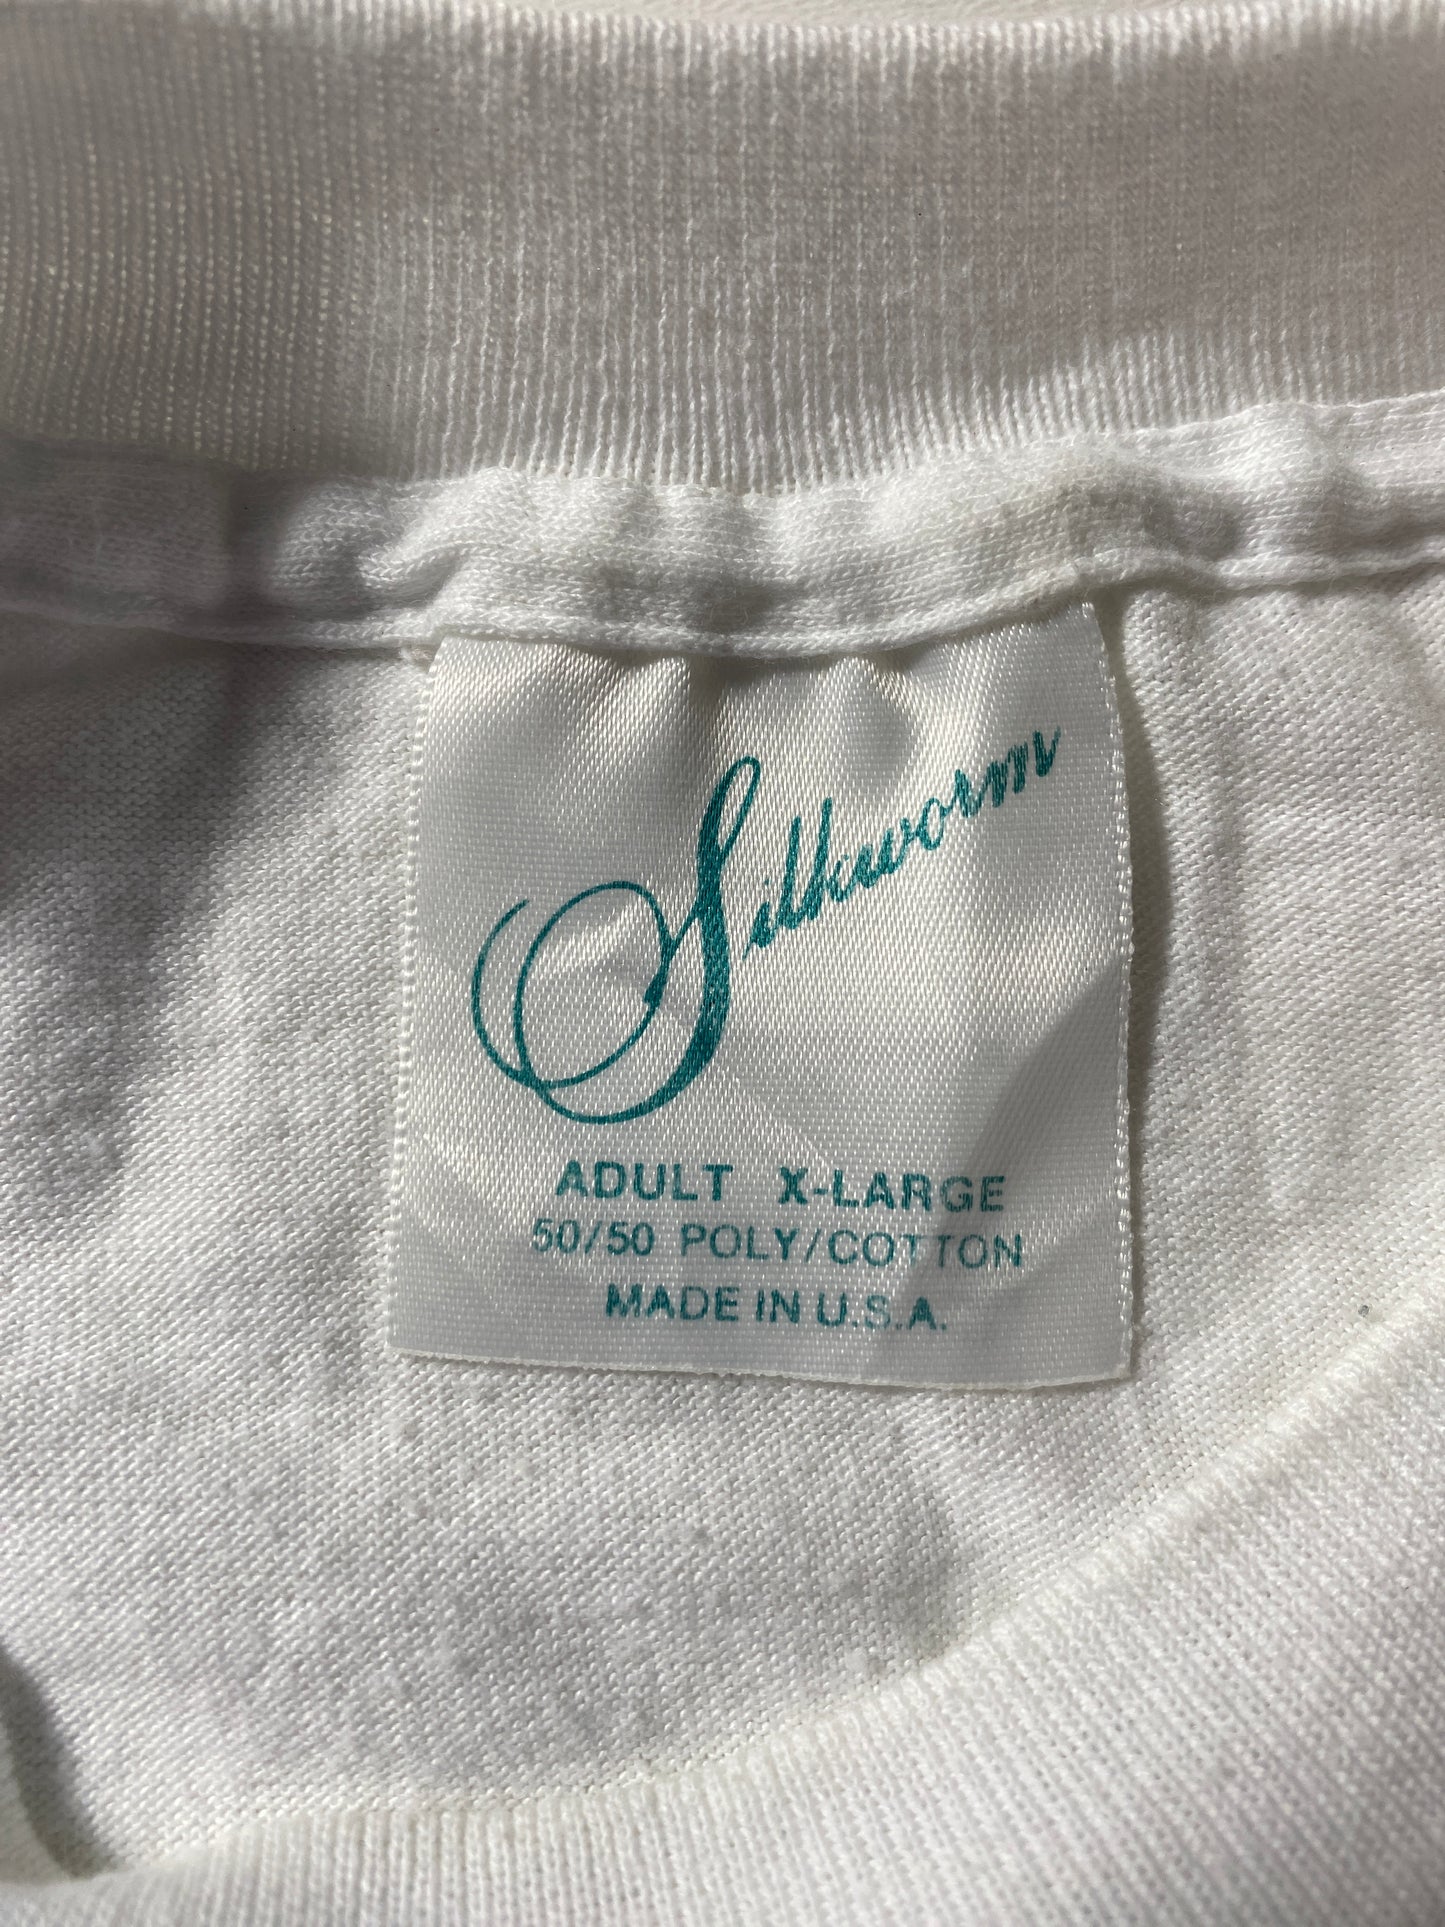 Silkworm
ADULT X-LARGE
50/50 POLY/COTTON
MADE IN U.S.A.